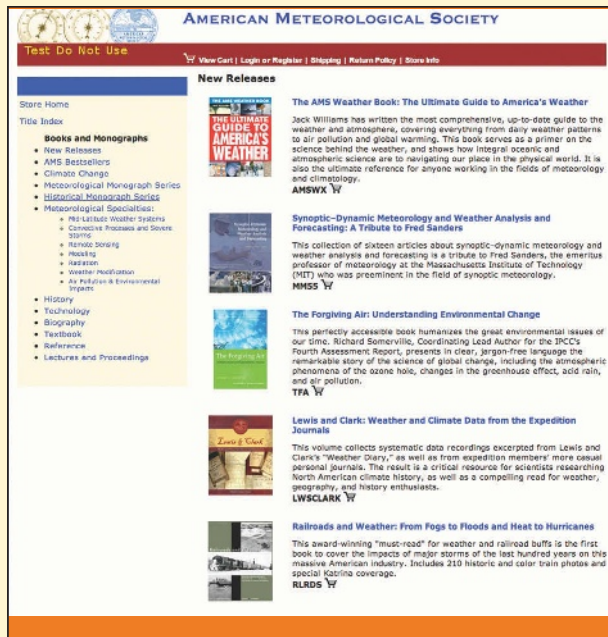 AMERICAN METEOROLOGICAL SOCIETY
Test Do Not Use
View Cart | Login or Register | Shipping | Return Policy | Store Info
New Releases
Store Home
Title Index
Books and Monographs
New Releases
AMS Bestsellers
Climate Change
Meteorological Monograph Series
Historical Monograph Series
Meteorological Specialties:
Mid-Latitude Weather Systems
Convective Processes and Severe
Storms
Remote Sensing
Modeling
Radiation
Weather Modification
Air Pollution & Environmental
Impacts
History
Technology
Biography
Textbook
Reference
Lectures and Proceedings
THE AMS WEATHER BOOK
THE ULTIMATE
GUIDE TO
AMERICA'S
WEATHER
The AMS Weather Book: The Ultimate Guide to America's Weather
Jack Williams has written the most comprehensive, up-to-date guide to the
weather and atmosphere, covering everything from daily weather patterns
to air pollution and global warming. This book serves as a primer on the
science behind the weather, and shows how integral oceanic and
atmospheric science are to navigating our place in the physical world. It is
also the ultimate reference for anyone working in the fields of meteorology
and climatology.
AMSWX
Synoptic–Dynamic Meteorology and Weather Analysis and
Forecasting: A Tribute to Fred Sanders
This collection of sixteen articles about synoptic–dynamic meteorology and
weather analysis and forecasting is a tribute to Fred Sanders, the emeritus
professor of moteorology at the Massachusetts Institute of Technology
(MIT) who was preeminent in the field of synoptic meteorology.
MM55
The Forgiving Air
The Forgiving Air: Understanding Environmental Change
This perfectly accessible book humanizes the great environmental issues of
our time. Richard Somerville, Coordinating Lead Author for the IPCC's
Fourth Assessment Report, presents in clear, jargon-free language the
remarkable story of the science of global change, including the atmospheric
phenomena of the ozone hole, changes in the greenhouse effect, acid rain,
and air pollution.
TFA
Lewis & Clark
Lewis and Clark: Weather and Climate Data from the Expedition
Journals
This volume collects systematic data recordings excerpted from Lewis and
Clark's "Weather Diary," as well as from expedition members' more casual
personal journals. The result is a critical resource for scientists researching
North American climate history, as well as a compelling read for weather,
geography, and history enthusiasts.
LWSCLARK
Railroads and Weather: From Fogs to Floods and Heat to Hurricanes
This award-winning "must-read" for weather and railroad buffs is the first
book to cover the impacts of major storms of the last hundred years on this
massive American industry. Includes 210 historic and color train photos and
special Katrina coverage.
RLRDS